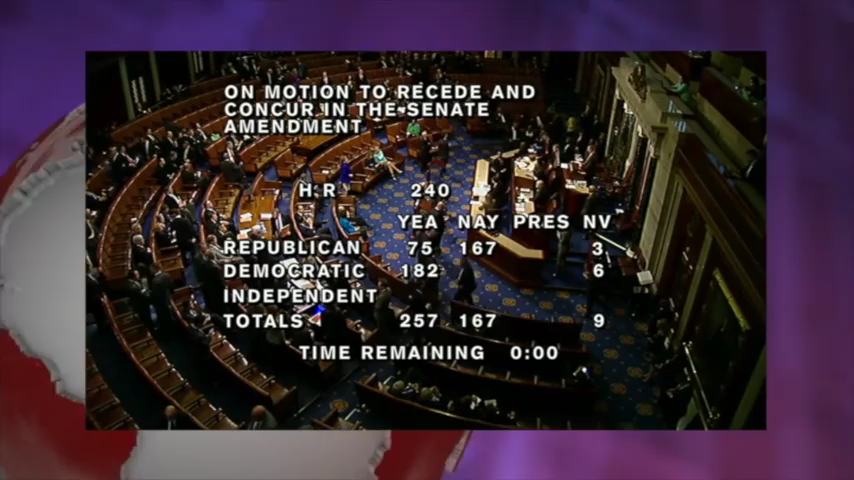 ON MOTION TO RECEDE AND
CONCUR IN THE SENATE
AMENDMENT
H R 240
YEA NAY PRES NV
REPUBLICAN 75 167 3
DEMOCRATIC 182 6
INDEPENDENT
TOTALS 257 167 9
TIME REMAINING 0:00